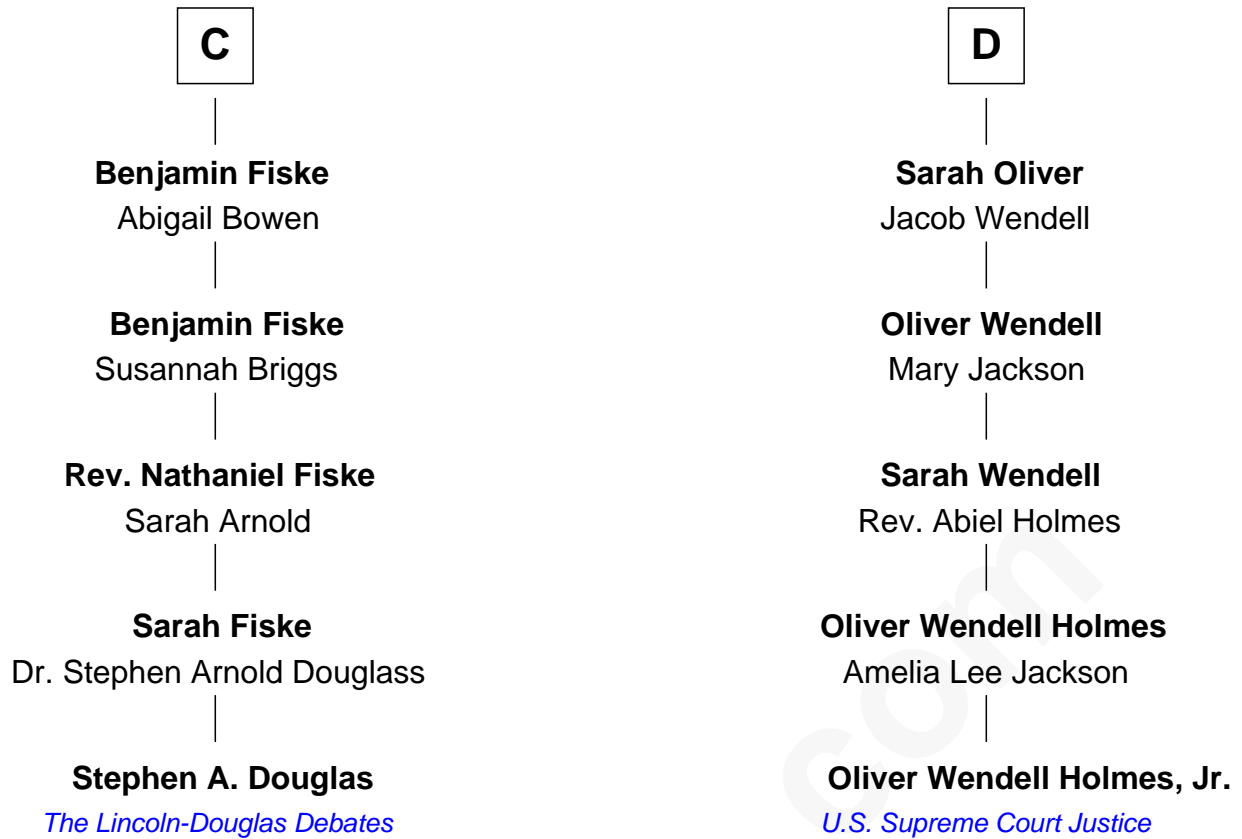 C
Benjamin Fiske
Abigail Bowen
Benjamin Fiske
Susannah Briggs
Rev. Nathaniel Fiske
Sarah Arnold
Sarah Fiske
Dr. Stephen Arnold Douglass
Stephen A. Douglas
The Lincoln-Douglas Debates
D
Sarah Oliver
Jacob Wendell
Oliver Wendell
Mary Jackson
Sarah Wendell
Rev. Abiel Holmes
Oliver Wendell Holmes
Amelia Lee Jackson
Oliver Wendell Holmes, Jr.
U.S. Supreme Court Justice
com